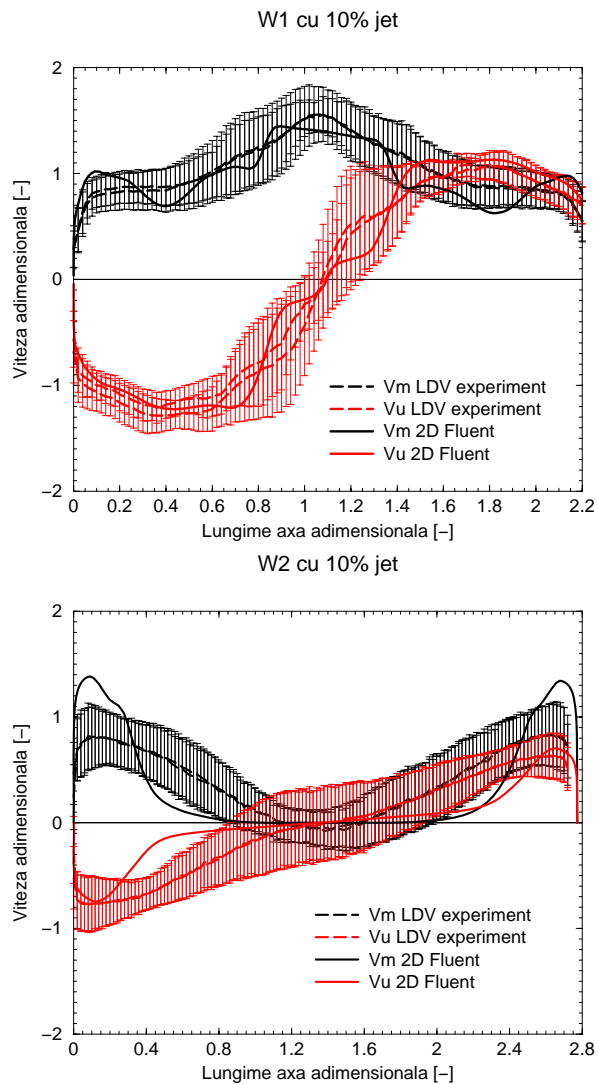 W1 cu 10% jet
2
1
0
−1
−2
Viteza adimensionala [−]
Vm LDV experiment
Vu LDV experiment
Vm 2D Fluent
Vu 2D Fluent
0 0.2 0.4 0.6 0.8 1 1.2 1.4 1.6 1.8 2 2.2
Lungime axa adimensionala [−]
W2 cu 10% jet
2
1
0
−1
−2
Viteza adimensionala [−]
Vm LDV experiment
Vu LDV experiment
Vm 2D Fluent
Vu 2D Fluent
0 0.4 0.8 1.2 1.6 2 2.4 2.8
Lungime axa adimensionala [−]